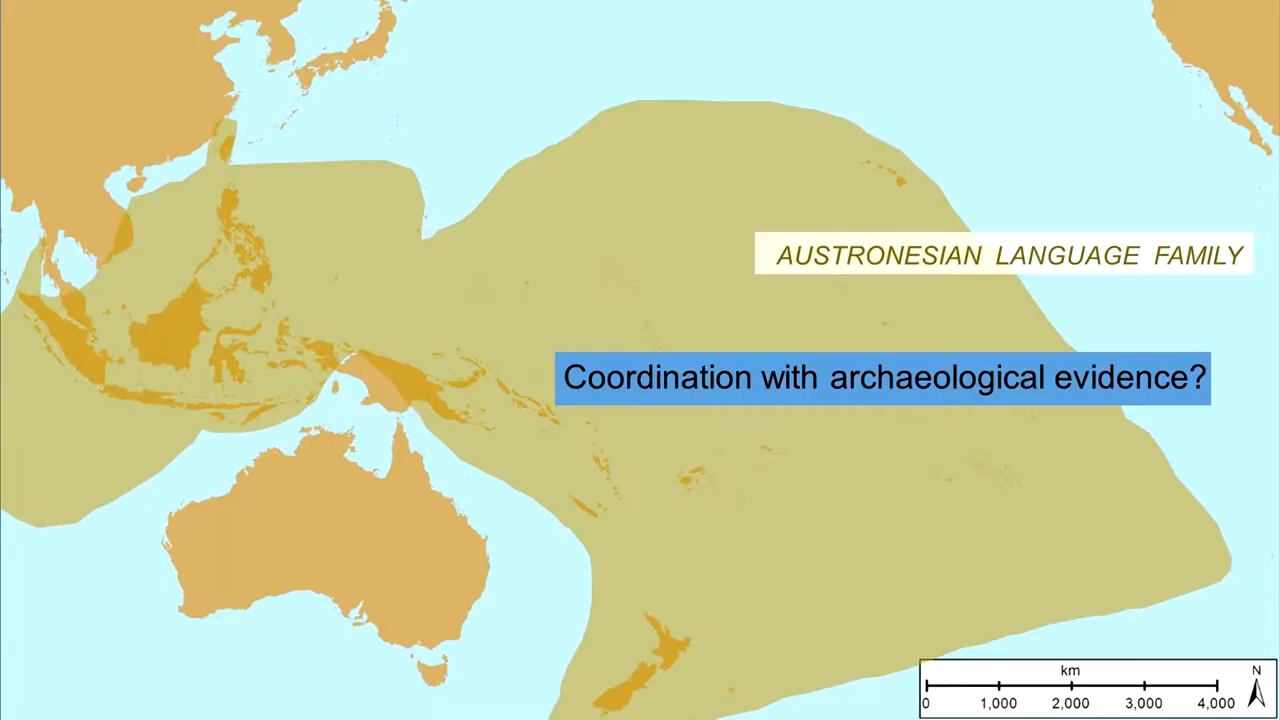 AUSTRONESIAN LANGUAGE FAMILY
Coordination with archaeological evidence?
km
N
0 1,000 2,000 3,000 4,000